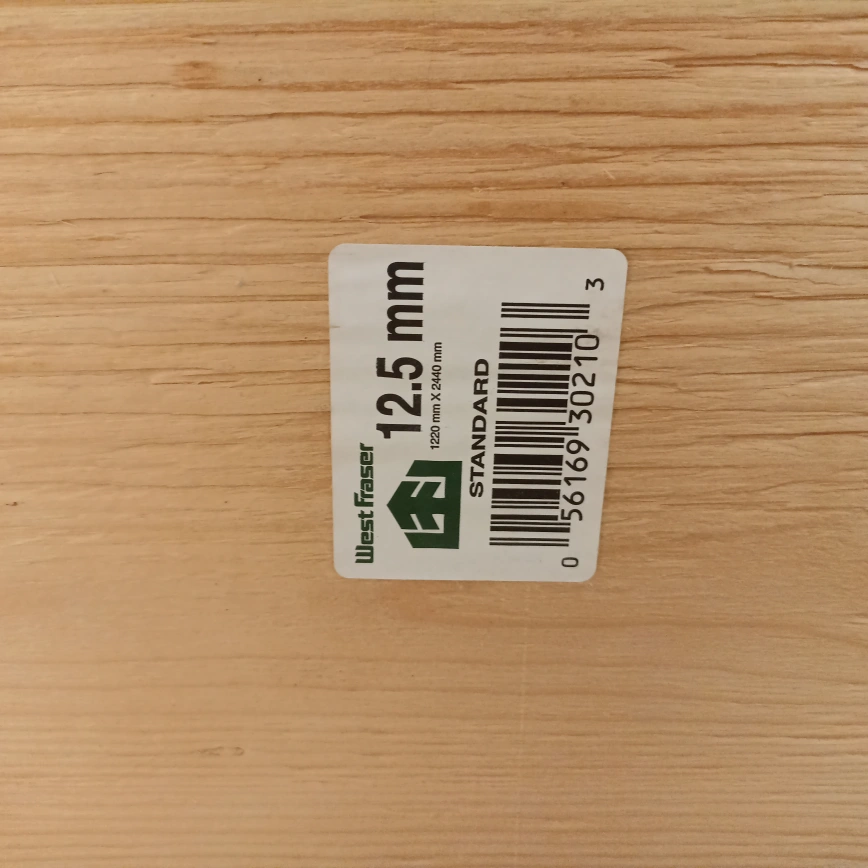 West Fraser
12.5 mm
1220 mm X 2440 mm
STANDARD
0 56169 30210 3